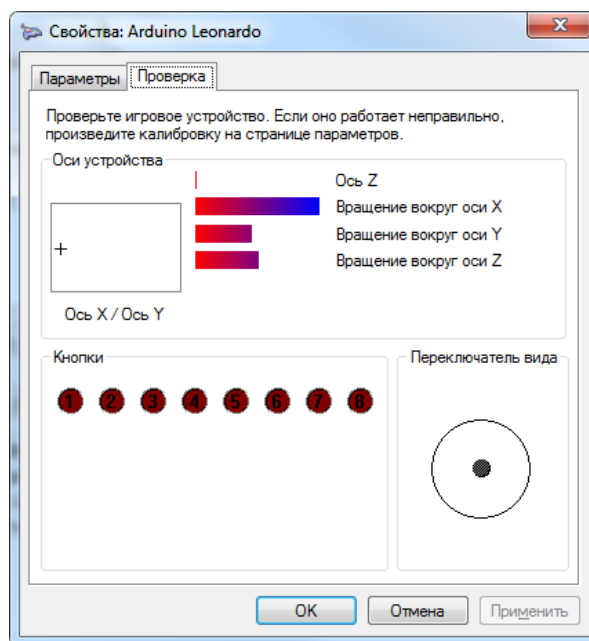 Свойства: Arduino Leonardo
Параметры
Проверка
Проверьте игровое устройство. Если оно работает неправильно,
произведите калибровку на странице параметров.
Оси устройства
Ось Z
Вращение вокруг оси X
Вращение вокруг оси Y
Вращение вокруг оси Z
Ось X / Ось Y
Кнопки
1 2 3 4 5 6 7 8
Переключатель вида
OK
Отмена
Применить